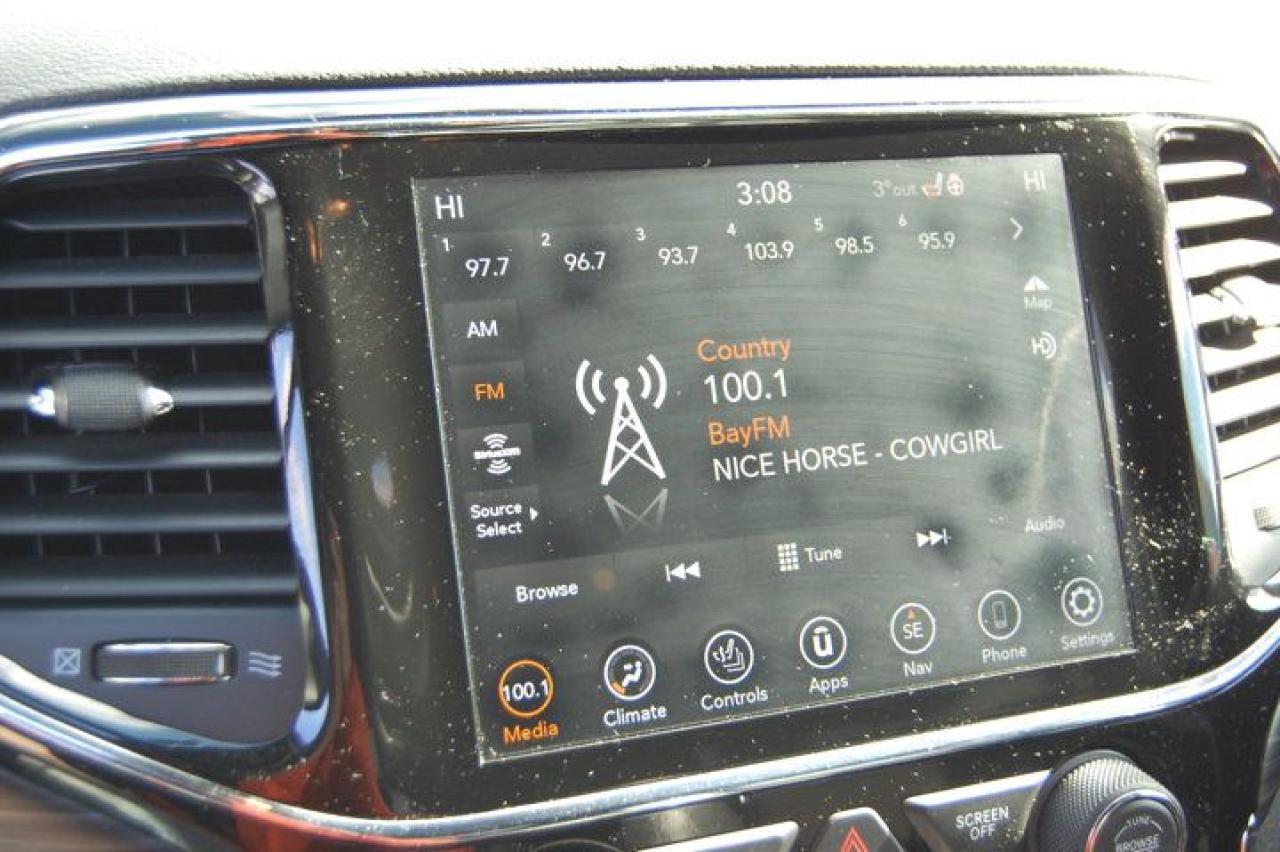 HI 3:08 3° out HI
1 97.7 2 96.7 3 93.7 4 103.9 5 98.5 6 95.9
Map
AM
Country
FM
100.1
BayFM
SiriusXM
NICE HORSE - COWGIRL
Source
Select
Audio
Browse
Tune
100.1
SE
Media
Climate
Controls
Apps
Nav
Phone
Settings
SCREEN
OFF
TUNE
BROWSE